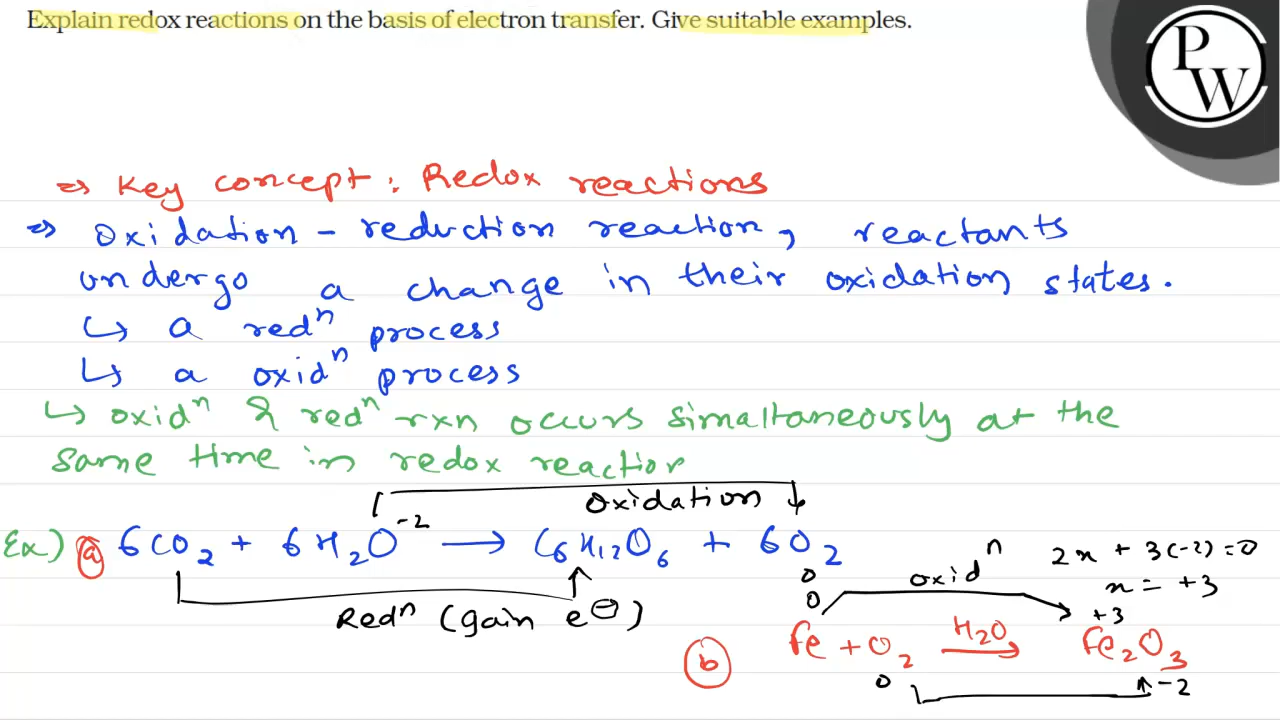 Explain redox reactions on the basis of electron transfer. Give suitable examples.
P
W
⇒ Key concept : Redox reactions
⇒ Oxidation - reduction reaction, reactants
undergo a change in their oxidation states.
↳ a redⁿ process
↳ a oxidⁿ process
↳ oxidⁿ & redⁿ rxn occurs simaltaneously at the
same time in redox reaction
Oxidation
-2
Ex) a 6CO₂ + 6H₂O ⟶ C₆H₁₂O₆ + 6O₂
0
Redⁿ (gain e⊖)
oxidⁿ
2x + 3(-2) = 0
x = +3
0 +3
b Fe + O₂ H₂O⟶ Fe₂O₃
0 -2